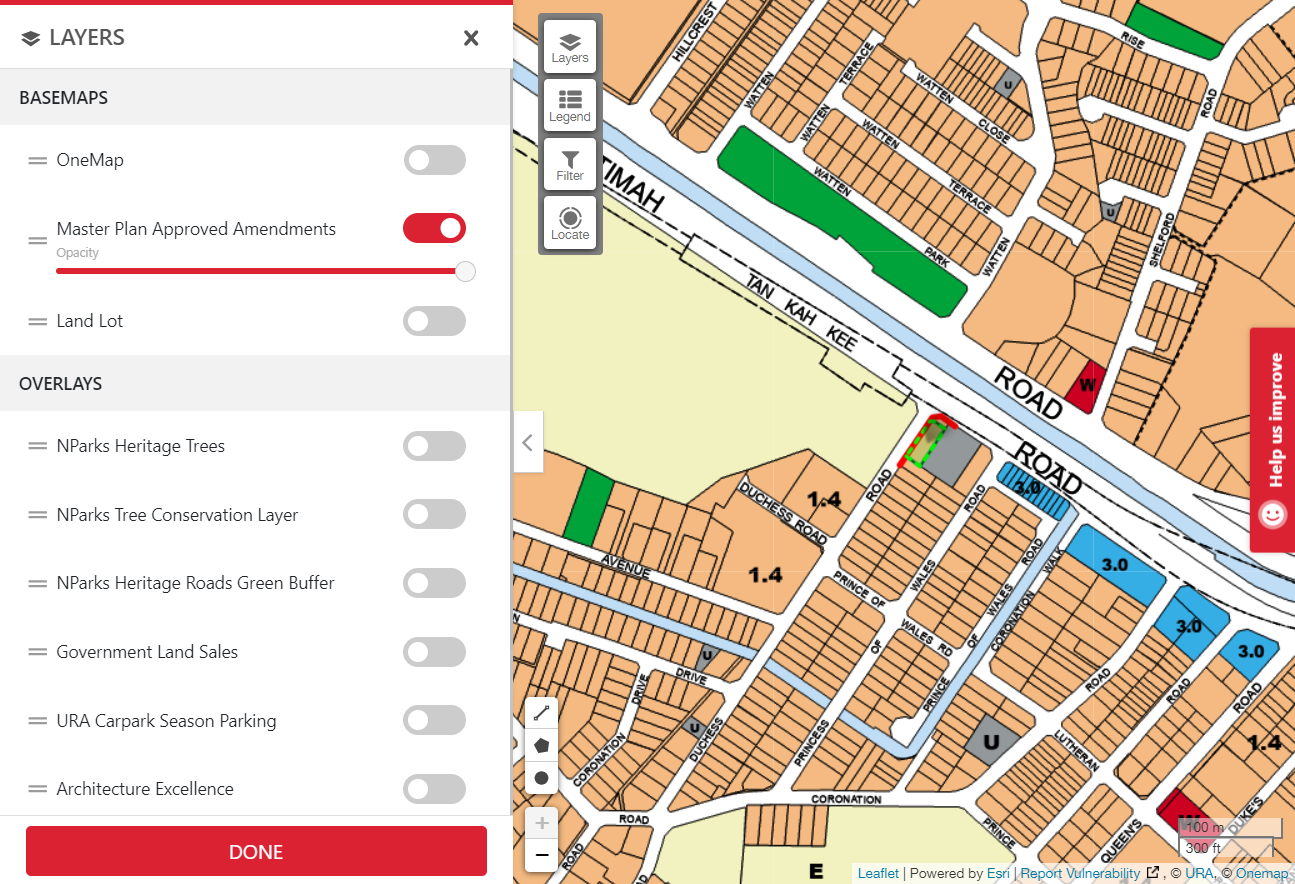 LAYERS
BASEMAPS
OneMap
Master Plan Approved Amendments
Opacity
Land Lot
OVERLAYS
NParks Heritage Trees
NParks Tree Conservation Layer
NParks Heritage Roads Green Buffer
Government Land Sales
URA Carpark Season Parking
Architecture Excellence
DONE
Layers
Legend
Filter
Locate
HILLCREST
WATTEN
TERRACE
WATTEN
CLOSE
RISE
ROAD
U
WATTEN
WATTEN
TERRACE
WATTEN
PARK
WATTEN
U
SHELFORD
TIMAH
TAN KAH KEE
ROAD
W
ROAD
Help us improve
ROAD
ROAD
3.0
DUCHESS ROAD
1.4
1.4
AVENUE
PRINCE OF
WALES
WALES RD
OF
WALES
ROAD
OF
PRINCE
CORONATION
WALK
3.0
3.0
3.0
U
DRIVE
DRIVE
U
DUCHESS
CORONATION
PRINCESS
ROAD
ROAD
ROAD
U
LUTHERAN
1.4
CORONATION
ROAD
ROAD
PRINCE
QUEEN'S
DUKE'S
W
E
100 m
300 ft
Leaflet | Powered by Esri | Report Vulnerability , © URA, © Onemap